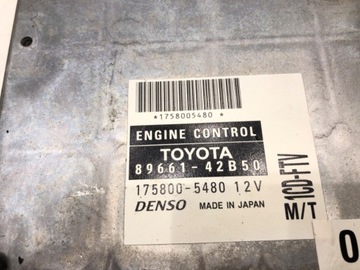 *1758005480*
ENGINE CONTROL
TOYOTA
89661-42B50
175800-5480 12V
DENSO MADE IN JAPAN
1CD-FTV
M/T
0